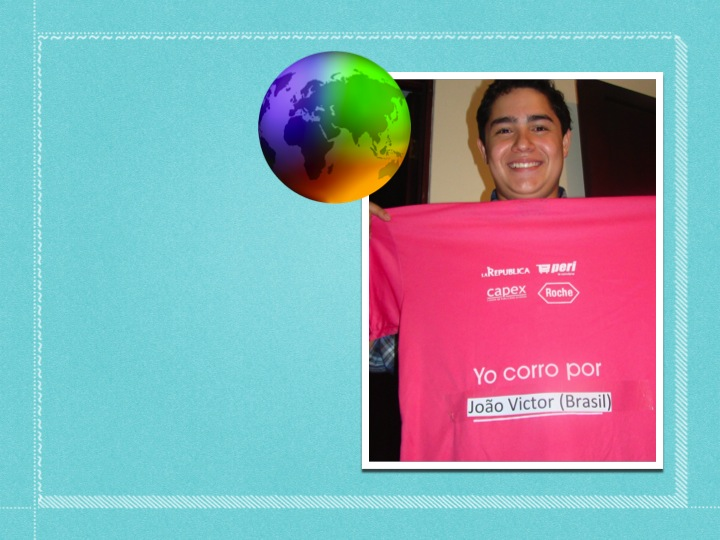 LA REPUBLICA peri
capex Roche
Yo corro por
João Victor (Brasil)